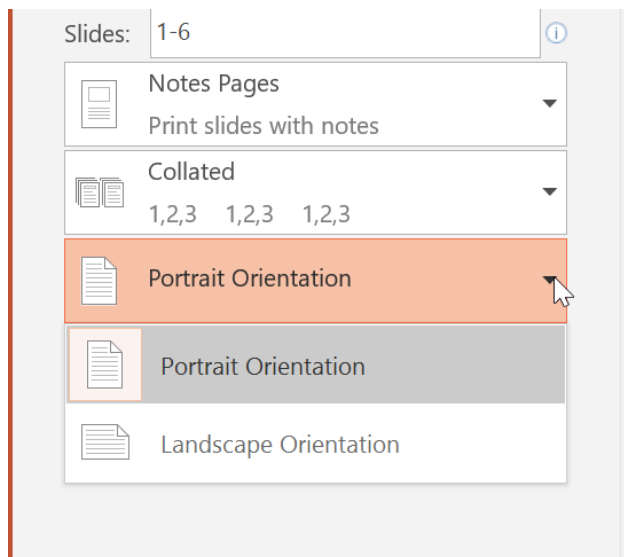 Slides: 1-6
Notes Pages
Print slides with notes
Collated
1,2,3 1,2,3 1,2,3
Portrait Orientation
Portrait Orientation
Landscape Orientation